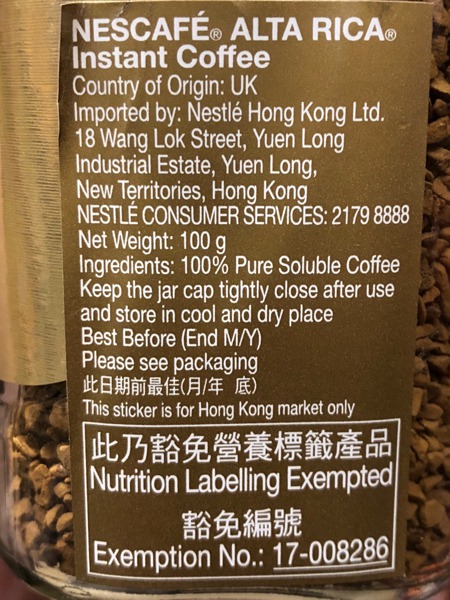 NESCAFÉ® ALTA RICA®
Instant Coffee
Country of Origin: UK
Imported by: Nestlé Hong Kong Ltd.
18 Wang Lok Street, Yuen Long
Industrial Estate, Yuen Long,
New Territories, Hong Kong
NESTLÉ CONSUMER SERVICES: 2179 8888
Net Weight: 100 g
Ingredients: 100% Pure Soluble Coffee
Keep the jar cap tightly close after use
and store in cool and dry place
Best Before (End M/Y)
Please see packaging
此日期前最佳(月/年 底)
This sticker is for Hong Kong market only
此乃豁免營養標籤產品
Nutrition Labelling Exempted
豁免編號
Exemption No.: 17-008286